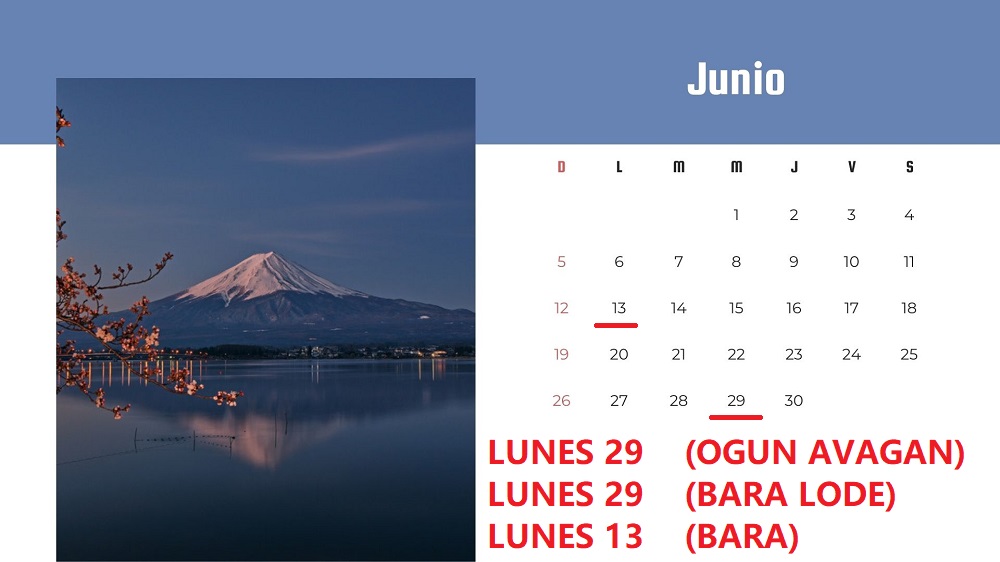 Junio
D L M M J V S
1 2 3 4
5 6 7 8 9 10 11
12 13 14 15 16 17 18
19 20 21 22 23 24 25
26 27 28 29 30
LUNES 29 (OGUN AVAGAN)
LUNES 29 (BARA LODE)
LUNES 13 (BARA)